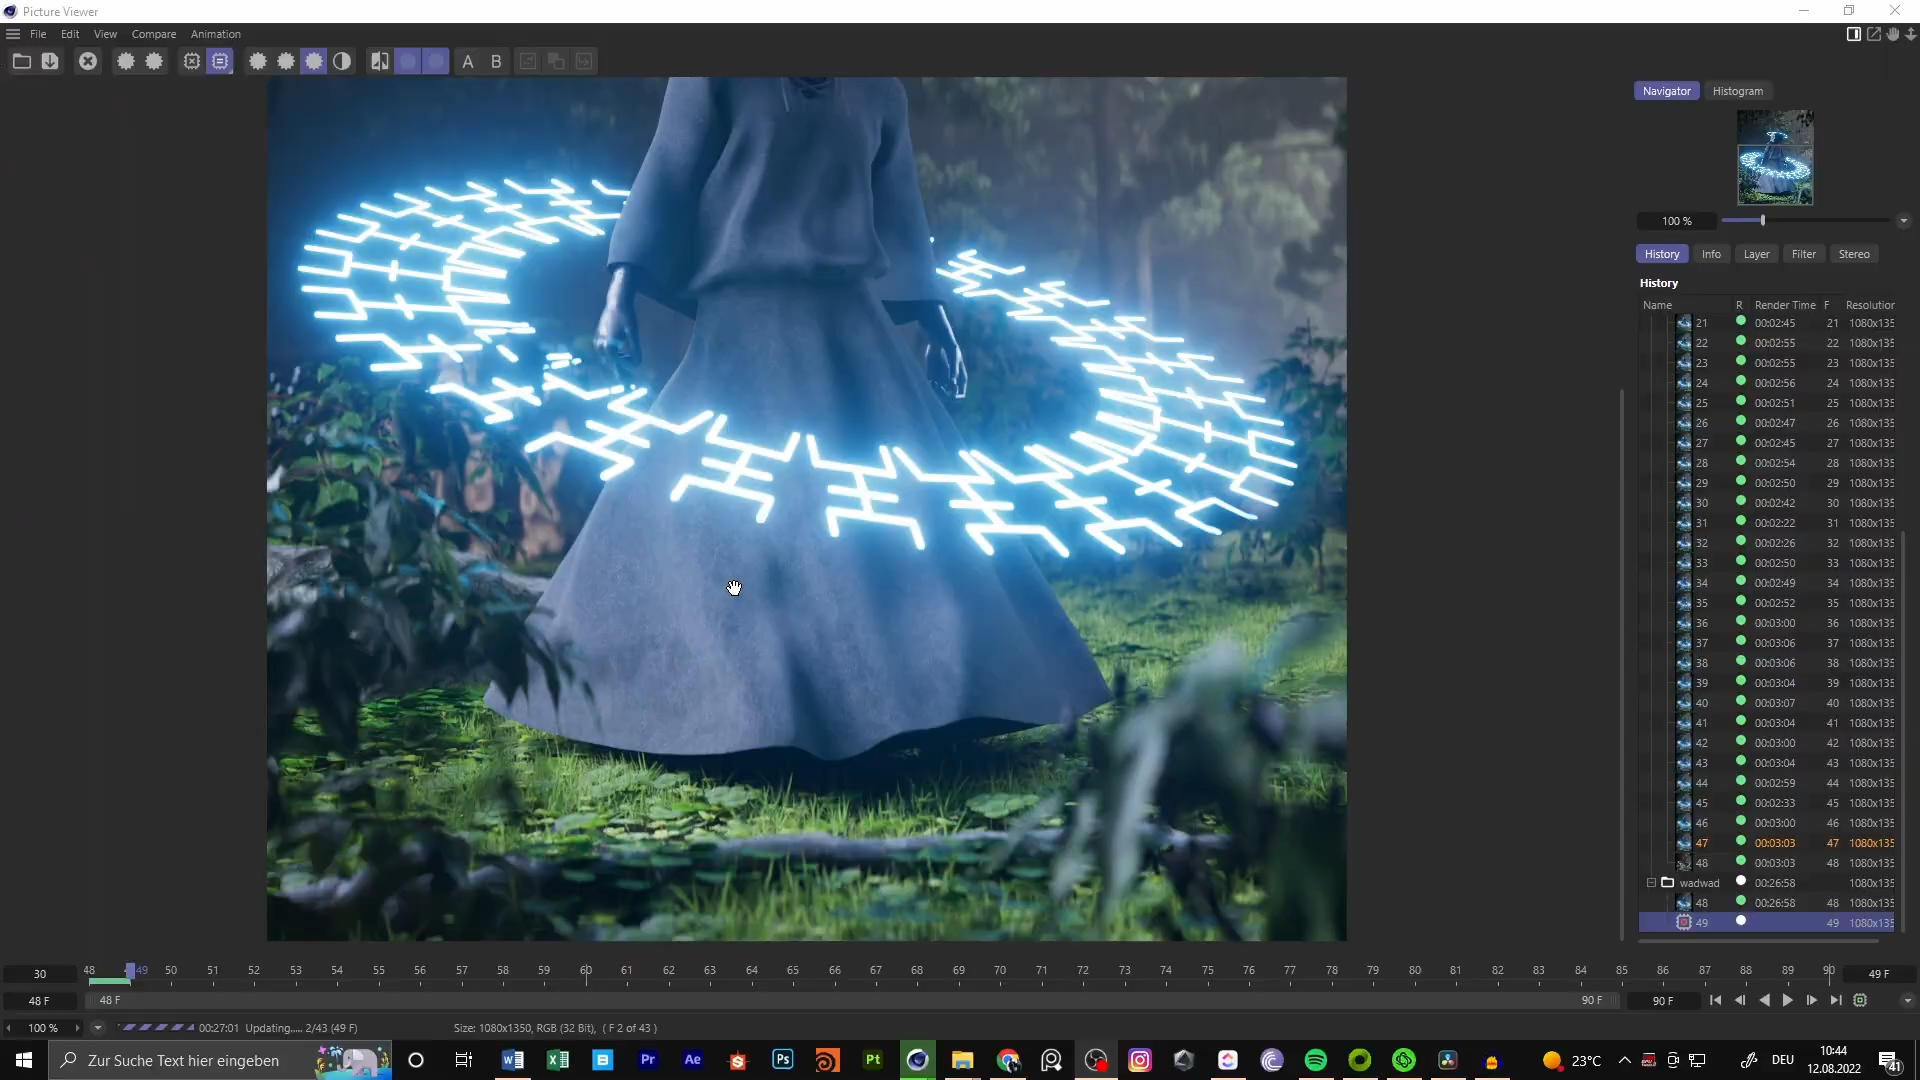 Picture Viewer
File Edit View Compare Animation
A B
Navigator Histogram
100 %
History Info Layer Filter Stereo
History
Name R Render Time F Resolution
21 00:02:45 21 1080x135
22 00:02:55 22 1080x135
23 00:02:55 23 1080x135
24 00:02:56 24 1080x135
25 00:02:51 25 1080x135
26 00:02:47 26 1080x135
27 00:02:45 27 1080x135
28 00:02:54 28 1080x135
29 00:02:50 29 1080x135
30 00:02:42 30 1080x135
31 00:02:22 31 1080x135
32 00:02:26 32 1080x135
33 00:02:50 33 1080x135
34 00:02:49 34 1080x135
35 00:02:52 35 1080x135
36 00:03:00 36 1080x135
37 00:03:06 37 1080x135
38 00:03:06 38 1080x135
39 00:03:04 39 1080x135
40 00:03:07 40 1080x135
41 00:03:04 41 1080x135
42 00:03:00 42 1080x135
43 00:03:04 43 1080x135
44 00:02:59 44 1080x135
45 00:02:33 45 1080x135
46 00:03:00 46 1080x135
47 00:03:03 47 1080x135
48 00:03:03 48 1080x135
wadwad 00:26:58 1080x135
48 00:26:58 48 1080x135
49 49 1080x135
30 48 49 50 51 52 53 54 55 56 57 58 59 60 61 62 63 64 65 66 67 68 69 70 71 72 73 74 75 76 77 78 79 80 81 82 83 84 85 86 87 88 89 90 49 F
48 F 48 F 90 F 90 F
100 % 00:27:01 Updating..... 2/43 (49 F) Size: 1080x1350, RGB (32 Bit), ( F 2 of 43 )
Zur Suche Text hier eingeben Pr Ae Ps Pt 23°C DEU 10:44
12.08.2022 41